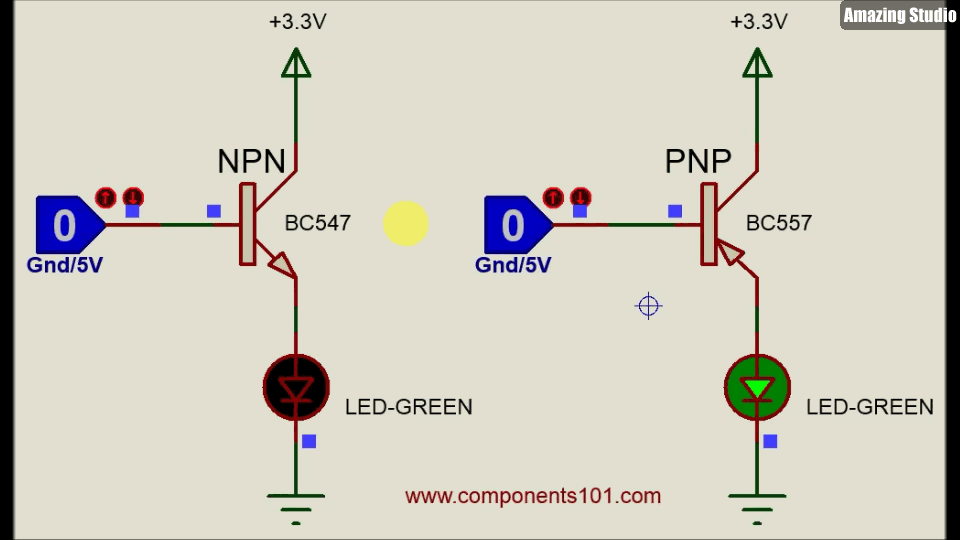 Amazing Studio
+3.3V
+3.3V
NPN
PNP
BC547
BC557
0
0
Gnd/5V
Gnd/5V
LED-GREEN
LED-GREEN
www.components101.com